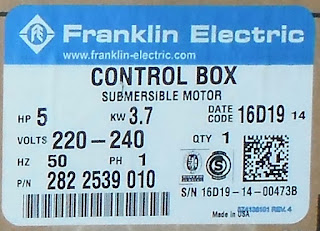 Franklin Electric
www.franklin-electric.com
CONTROL BOX
SUBMERSIBLE MOTOR
HP 5 KW 3.7 DATE CODE 16D19 14
VOLTS 220-240 QTY 1
HZ 50 PH 1
P/N 282 2539 010
S/N 16D19-14-00473B
Made in USA